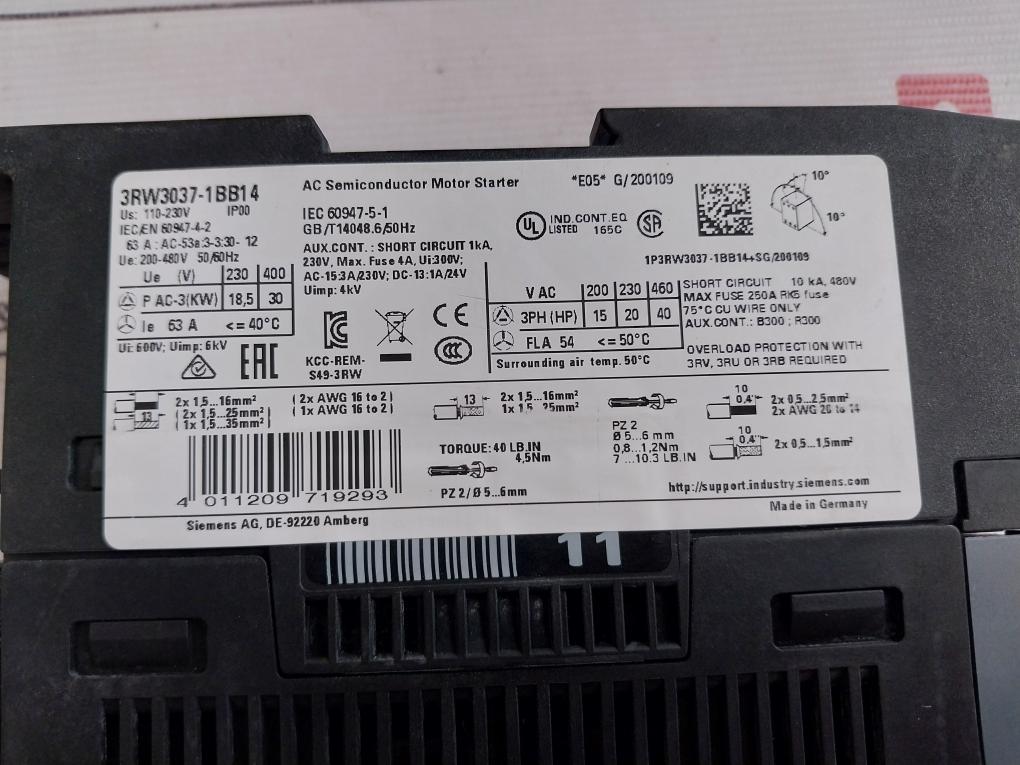 3RW3037-1BB14
Us: 110-230V IP00
IEC/EN 60947-4-2
63 A : AC-53a:3-3:30- 12
Ue: 200-480V 50/60Hz
Ue (V) 230 400
P AC-3(KW) 18,5 30
Ie 63 A <= 40°C
Ui: 600V; Uimp: 6kV
EAC
AC Semiconductor Motor Starter
IEC 60947-5-1
GB/T14048.6/50Hz
AUX.CONT. : SHORT CIRCUIT 1kA,
230V, Max. Fuse 4A, Ui:300V;
AC-15:3A/230V; DC-13:1A/24V
Uimp: 4kV
KCC-REM-
S49-3RW
CE
CCC
*E05* G/200109
UL
LISTED
IND.CONT.EQ
165C
SA
10°
10°
1P3RW3037-1BB14+SG/200109
V AC 200 230 460
3PH (HP) 15 20 40
FLA 54 <= 50°C
Surrounding air temp. 50°C
SHORT CIRCUIT 10 kA, 480V
MAX FUSE 250A RK5 fuse
75°C CU WIRE ONLY
AUX.CONT.: B300 ; R300
OVERLOAD PROTECTION WITH
3RV, 3RU OR 3RB REQUIRED
13
2x 1,5...16mm²
( 2x 1,5...25mm² )
( 1x 1,5...35mm² )
( 2x AWG 16 to 2 )
( 1x AWG 16 to 2 )
13
2x 1,5...16mm²
1x 1,5...25mm²
TORQUE: 40 LB.IN
4,5Nm
PZ 2 / Ø 5...6mm
PZ 2
Ø 5...6 mm
0,8...1,2Nm
7 ...10.3 LB.IN
10
0,4"
2x 0,5...2,5mm²
2x AWG 20 to 14
10
0,4"
2x 0,5...1,5mm²
4 011209 719293
http://support.industry.siemens.com
Made in Germany
Siemens AG, DE-92220 Amberg
11